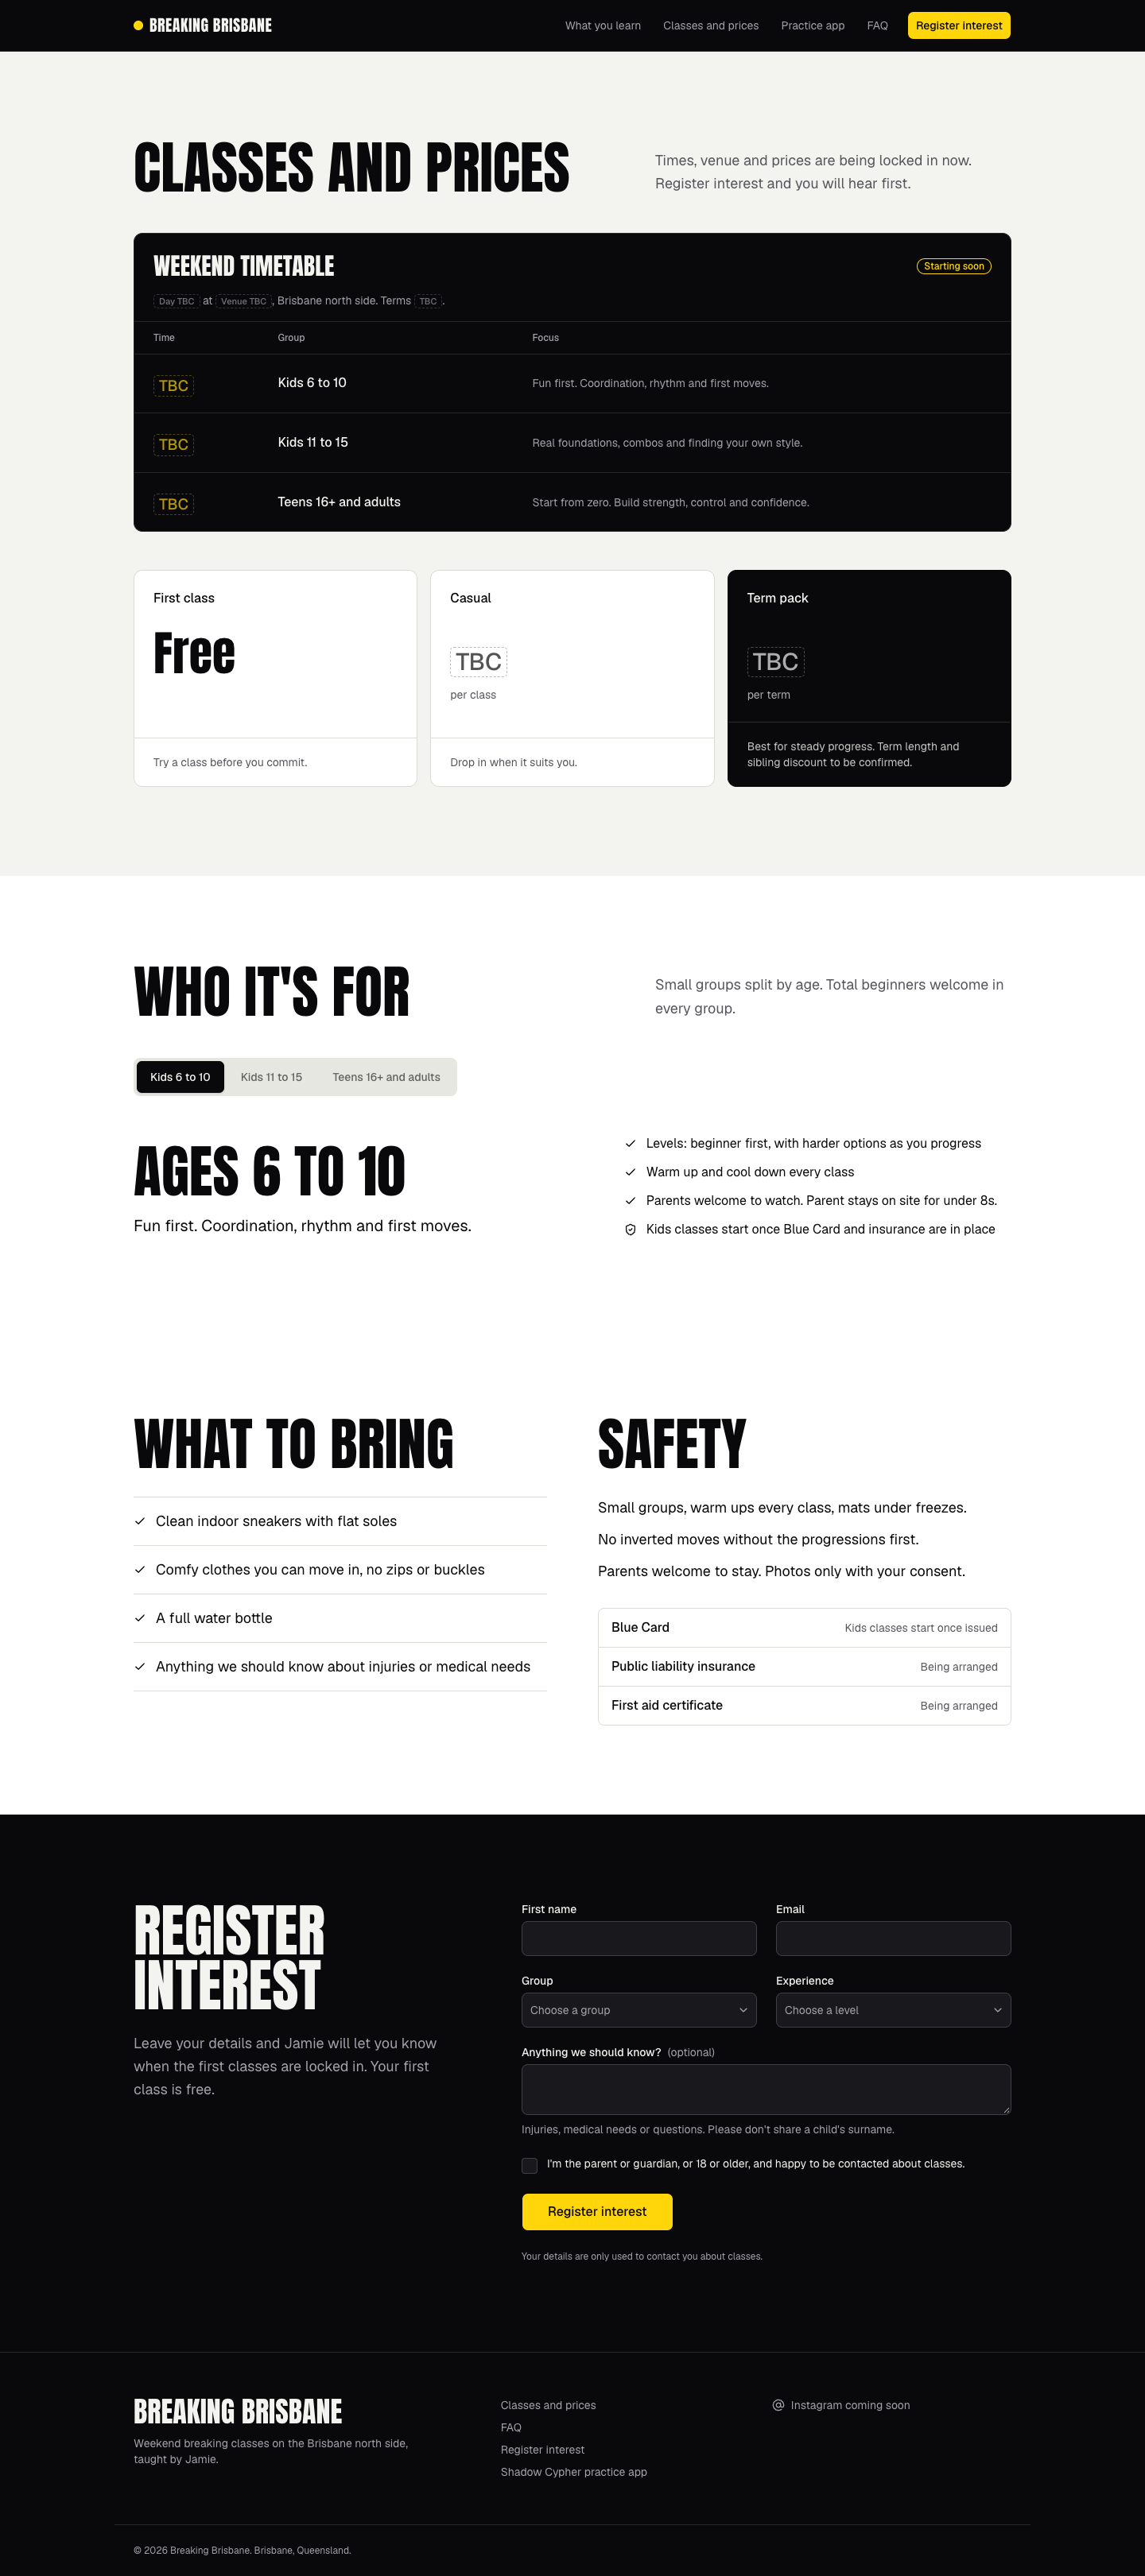 BREAKING BRISBANE
What you learn
Classes and prices
Practice app
FAQ
Register interest
CLASSES AND PRICES
Times, venue and prices are being locked in now.
Register interest and you will hear first.
WEEKEND TIMETABLE
Starting soon
Day TBC at Venue TBC, Brisbane north side. Terms TBC.
Time Group Focus
TBC Kids 6 to 10 Fun first. Coordination, rhythm and first moves.
TBC Kids 11 to 15 Real foundations, combos and finding your own style.
TBC Teens 16+ and adults Start from zero. Build strength, control and confidence.
First class
Free
Try a class before you commit.
Casual
TBC
per class
Drop in when it suits you.
Term pack
TBC
per term
Best for steady progress. Term length and
sibling discount to be confirmed.
WHO IT'S FOR
Small groups split by age. Total beginners welcome in
every group.
Kids 6 to 10
Kids 11 to 15
Teens 16+ and adults
AGES 6 TO 10
Fun first. Coordination, rhythm and first moves.
Levels: beginner first, with harder options as you progress
Warm up and cool down every class
Parents welcome to watch. Parent stays on site for under 8s.
Kids classes start once Blue Card and insurance are in place
WHAT TO BRING
Clean indoor sneakers with flat soles
Comfy clothes you can move in, no zips or buckles
A full water bottle
Anything we should know about injuries or medical needs
SAFETY
Small groups, warm ups every class, mats under freezes.
No inverted moves without the progressions first.
Parents welcome to stay. Photos only with your consent.
Blue Card Kids classes start once issued
Public liability insurance Being arranged
First aid certificate Being arranged
REGISTER
INTEREST
Leave your details and Jamie will let you know
when the first classes are locked in. Your first
class is free.
First name
Email
Group
Choose a group
Experience
Choose a level
Anything we should know? (optional)
Injuries, medical needs or questions. Please don't share a child's surname.
I'm the parent or guardian, or 18 or older, and happy to be contacted about classes.
Register interest
Your details are only used to contact you about classes.
BREAKING BRISBANE
Weekend breaking classes on the Brisbane north side,
taught by Jamie.
Classes and prices
FAQ
Register interest
Shadow Cypher practice app
Instagram coming soon
© 2026 Breaking Brisbane. Brisbane, Queensland.